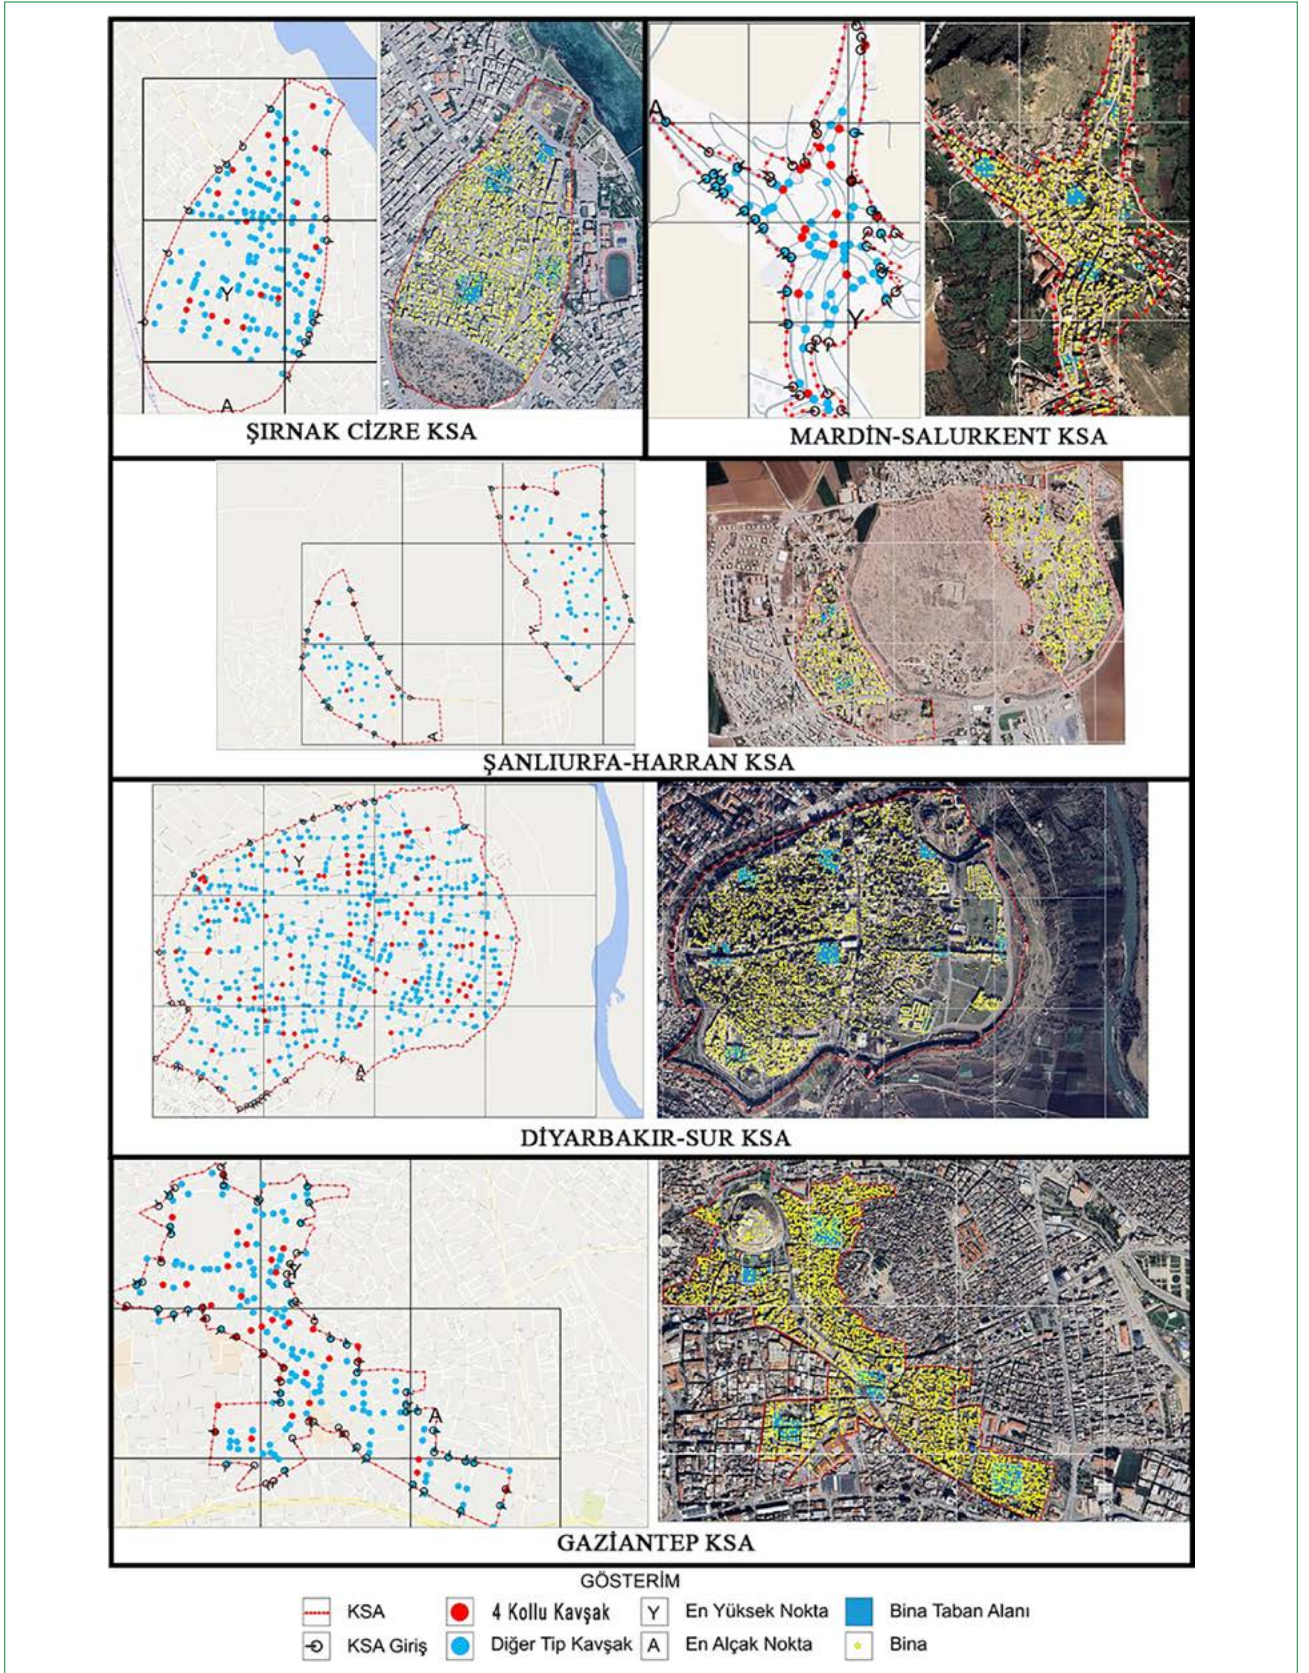 A
Y
A
Y
ŞIRNAK CİZRE KSA
MARDİN-SALURKENT KSA
Y
A
ŞANLIURFA-HARRAN KSA
Y
A
DİYARBAKIR-SUR KSA
Y
A
GAZİANTEP KSA
GÖSTERİM
KSA
4 Kollu Kavşak
Y
En Yüksek Nokta
Bina Taban Alanı
KSA Giriş
Diğer Tip Kavşak
A
En Alçak Nokta
Bina